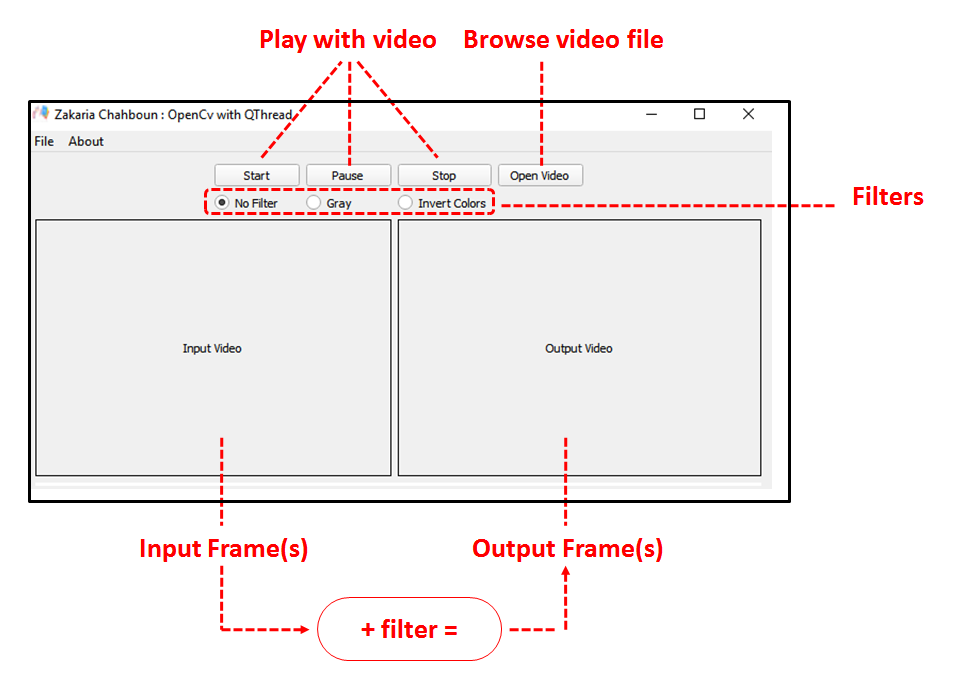 Play with video Browse video file
Zakaria Chahboun : OpenCv with QThread
File About
Start Pause Stop Open Video
No Filter Gray Invert Colors
Filters
Input Video Output Video
Input Frame(s) Output Frame(s)
+ filter =